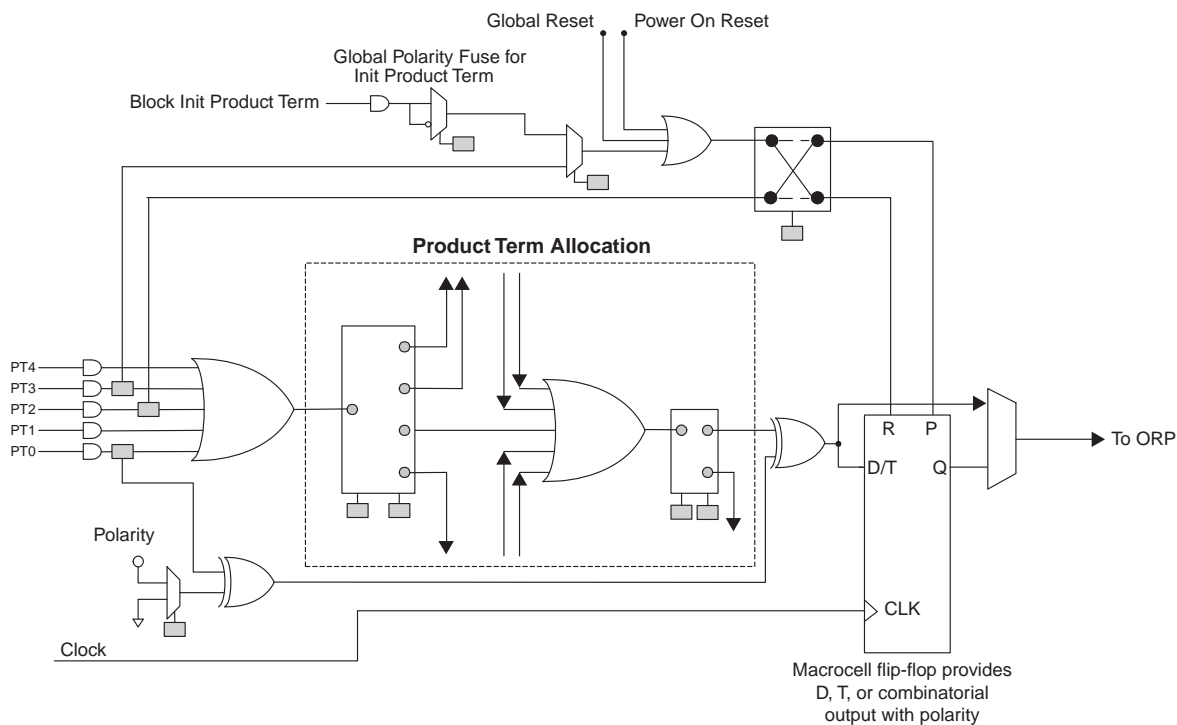 Global Reset
Power On Reset
Global Polarity Fuse for
Init Product Term
Block Init Product Term
Product Term Allocation
PT4
PT3
PT2
PT1
PT0
R
P
D/T
Q
To ORP
Polarity
CLK
Clock
Macrocell flip-flop provides
D, T, or combinatorial
output with polarity